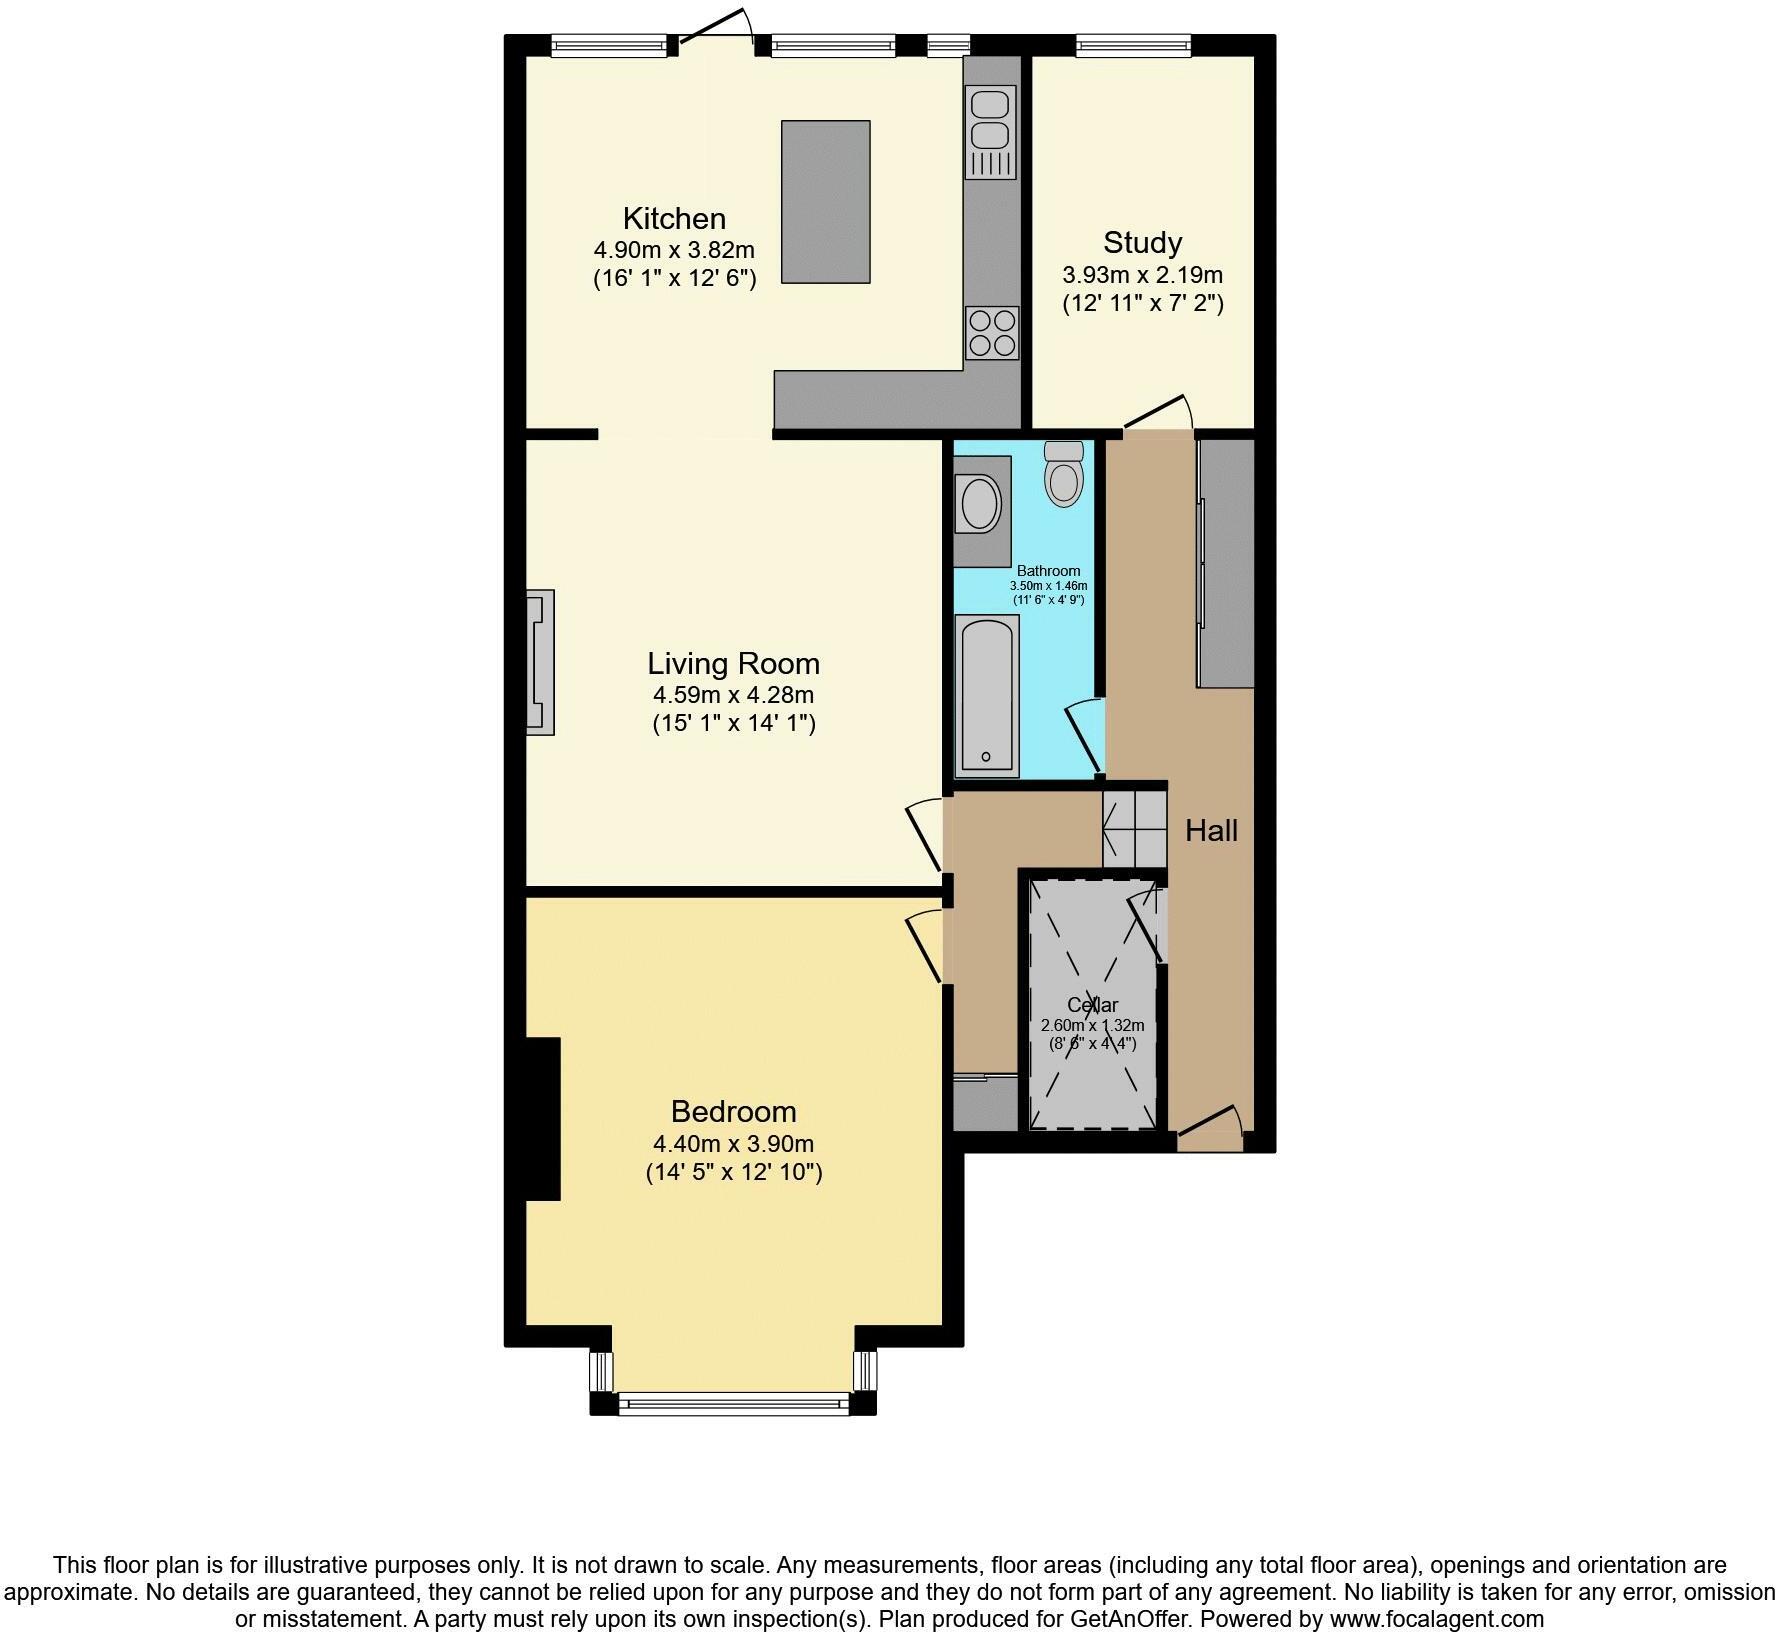 Kitchen
4.90m x 3.82m
(16' 1" x 12' 6")
Study
3.93m x 2.19m
(12' 11" x 7' 2")
Bathroom
3.50m x 1.46m
(11' 6" x 4' 9")
Living Room
4.59m x 4.28m
(15' 1" x 14' 1")
Hall
Cellar
2.60m x 1.32m
(8' 6" x 4' 4")
Bedroom
4.40m x 3.90m
(14' 5" x 12' 10")
This floor plan is for illustrative purposes only. It is not drawn to scale. Any measurements, floor areas (including any total floor area), openings and orientation are
approximate. No details are guaranteed, they cannot be relied upon for any purpose and they do not form part of any agreement. No liability is taken for any error, omission
or misstatement. A party must rely upon its own inspection(s). Plan produced for GetAnOffer. Powered by www.focalagent.com